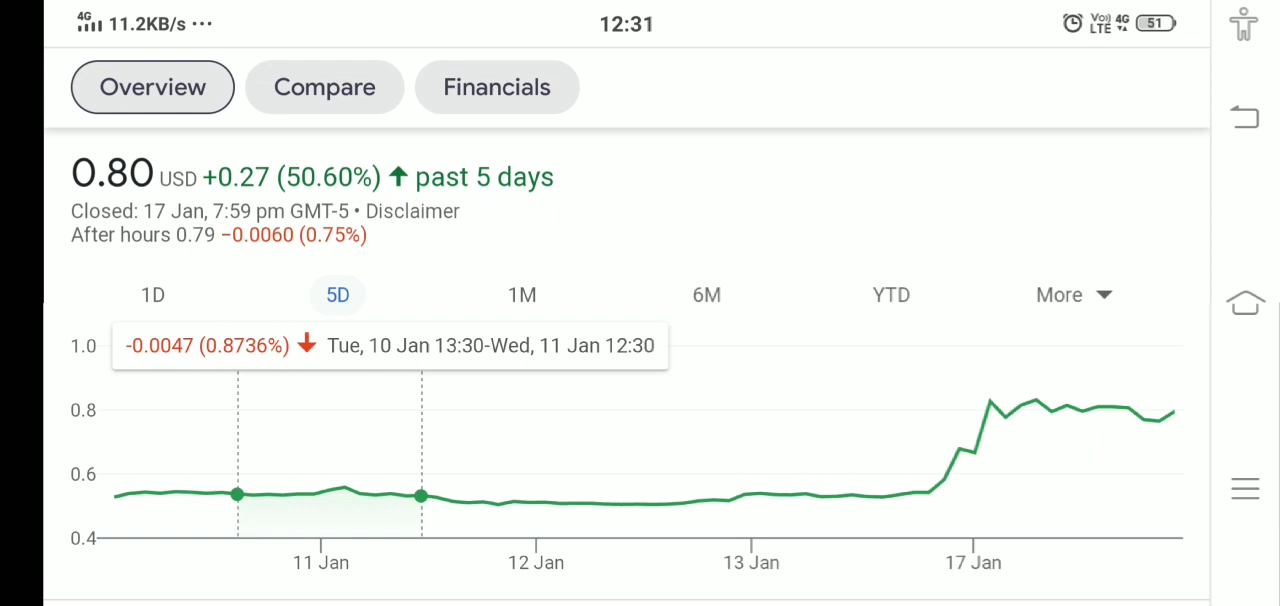 4G 11.2KB/s ··· 12:31 Vo)) LTE 4G 51
Overview Compare Financials
0.80 USD +0.27 (50.60%) ↑ past 5 days
Closed: 17 Jan, 7:59 pm GMT-5 • Disclaimer
After hours 0.79 −0.0060 (0.75%)
1D 5D 1M 6M YTD More
-0.0047 (0.8736%) ↓ Tue, 10 Jan 13:30-Wed, 11 Jan 12:30
1.0
0.8
0.6
0.4
11 Jan 12 Jan 13 Jan 17 Jan